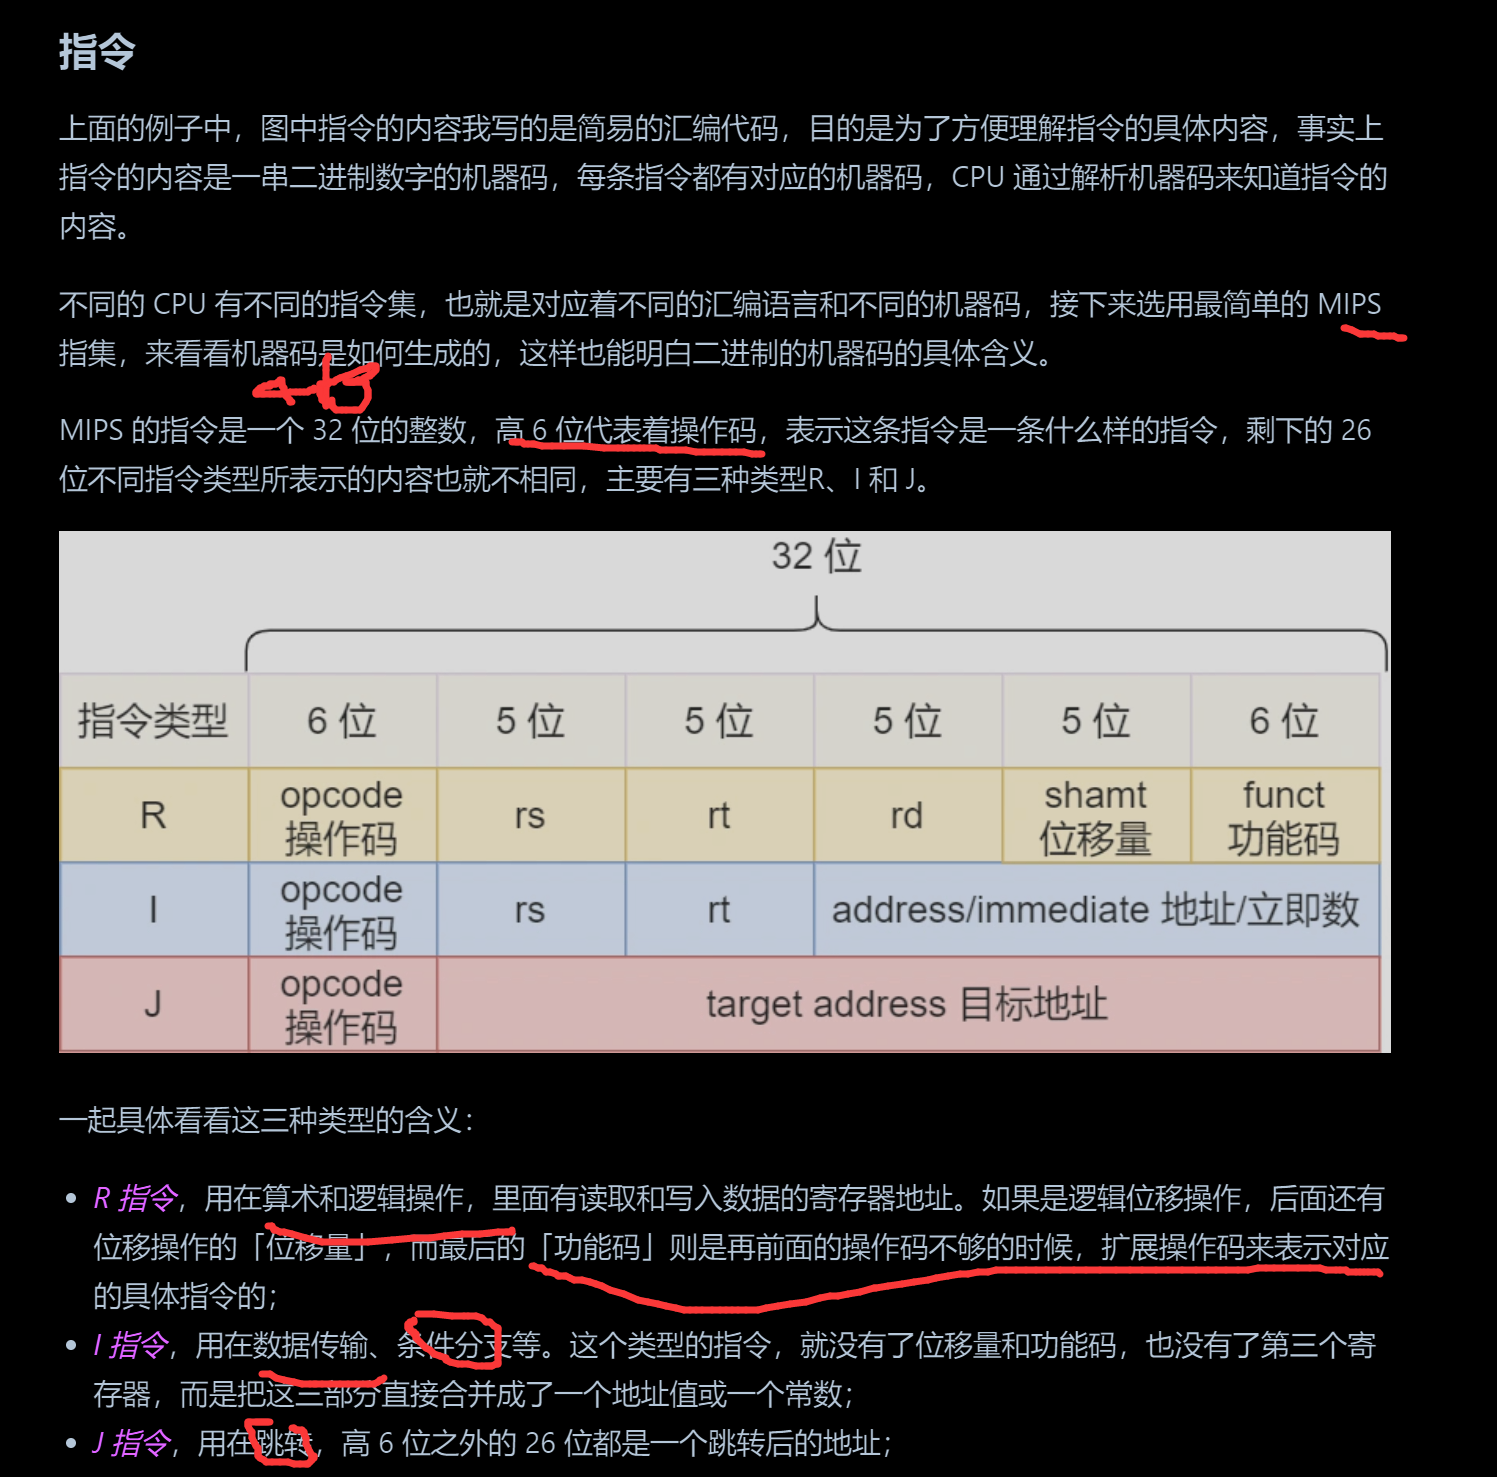 指令
上面的例子中，图中指令的内容我写的是简易的汇编代码，目的是为了方便理解指令的具体内容，事实上
指令的内容是一串二进制数字的机器码，每条指令都有对应的机器码，CPU 通过解析机器码来知道指令的
内容。
不同的 CPU 有不同的指令集，也就是对应着不同的汇编语言和不同的机器码，接下来选用最简单的 MIPS
指集，来看看机器码是如何生成的，这样也能明白二进制的机器码的具体含义。
MIPS 的指令是一个 32 位的整数，高 6 位代表着操作码，表示这条指令是一条什么样的指令，剩下的 26
位不同指令类型所表示的内容也就不相同，主要有三种类型R、I 和 J。
32 位
指令类型 6 位 5 位 5 位 5 位 5 位 6 位
R opcode 操作码 rs rt rd shamt 位移量 funct 功能码
I opcode 操作码 rs rt address/immediate 地址/立即数
J opcode 操作码 target address 目标地址
一起具体看看这三种类型的含义：
• R 指令，用在算术和逻辑操作，里面有读取和写入数据的寄存器地址。如果是逻辑位移操作，后面还有
位移操作的「位移量」，而最后的「功能码」则是再前面的操作码不够的时候，扩展操作码来表示对应
的具体指令的；
• I 指令，用在数据传输、条件分支等。这个类型的指令，就没有了位移量和功能码，也没有了第三个寄
存器，而是把这三部分直接合并成了一个地址值或一个常数；
• J 指令，用在跳转，高 6 位之外的 26 位都是一个跳转后的地址；